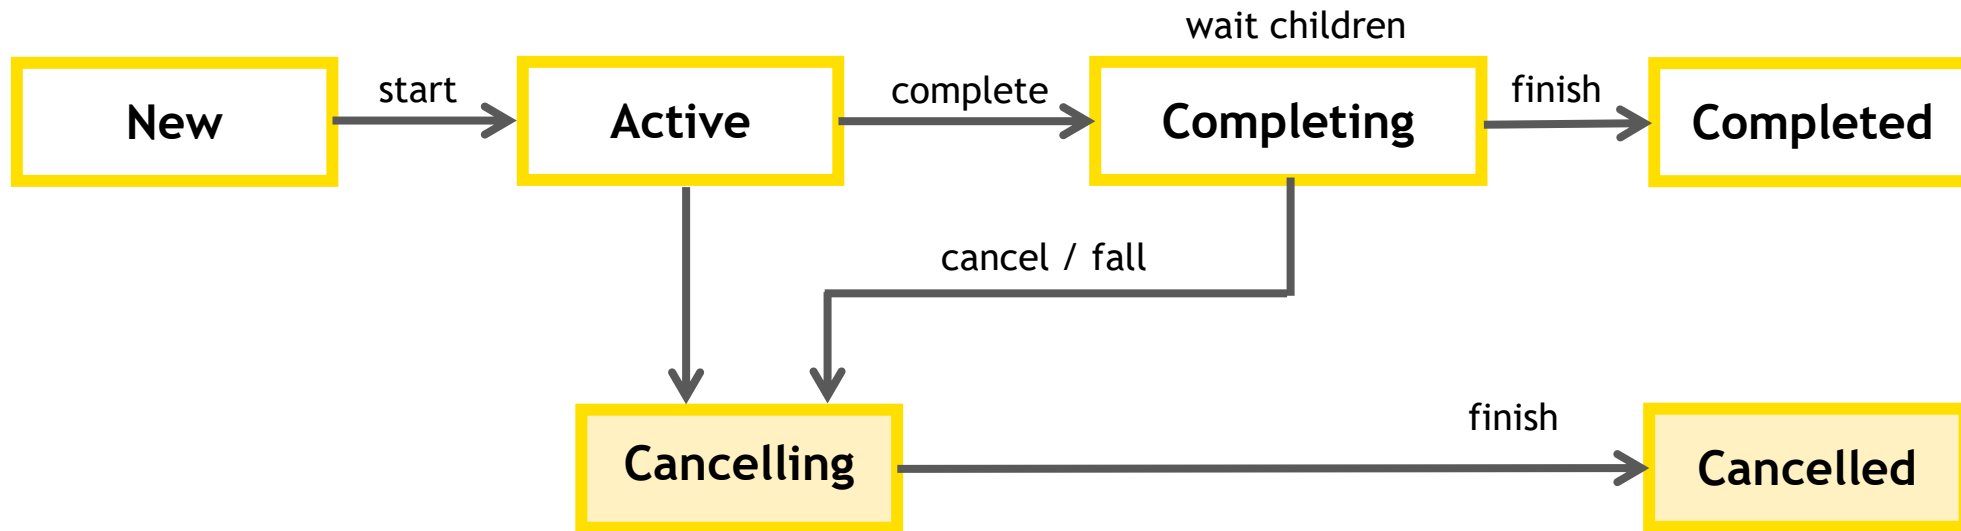 wait children
New
start
Active
complete
Completing
finish
Completed
cancel / fall
Cancelling
finish
Cancelled